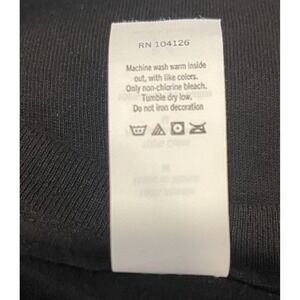 RN 104126
Machine wash warm inside
out, with like colors.
Only non-chlorine bleach.
Tumble dry low.
Do not iron decoration